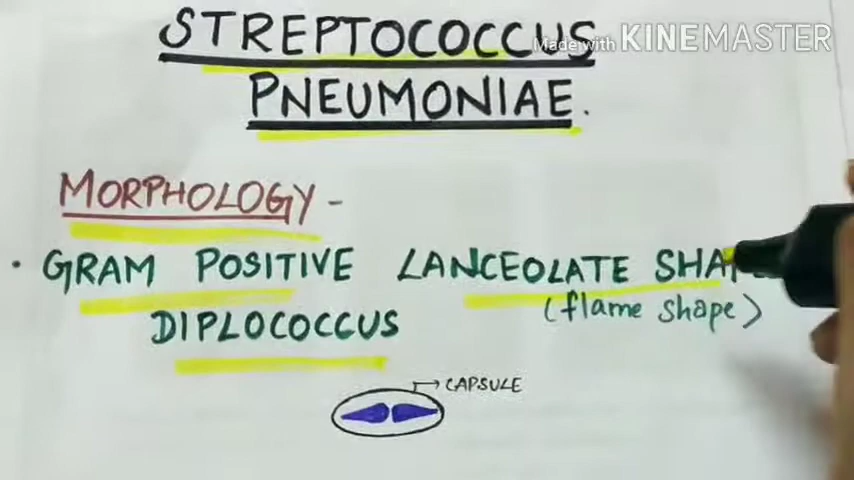 STREPTOCOCCUS
Made with KINEMASTER
PNEUMONIAE.
MORPHOLOGY -
• GRAM POSITIVE LANCEOLATE
DIPLOCOCCUS (flame shape)
CAPSULE